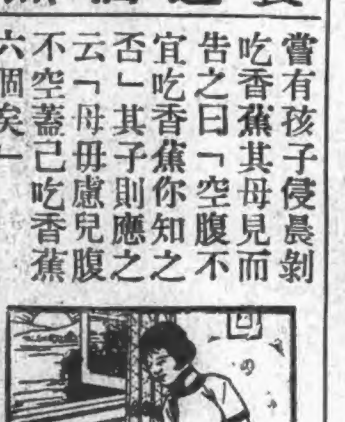 嘗有孩子侵晨剝
吃香蕉其母見而
告之曰「空腹不
宜吃香蕉你知之
否」其子則應之
云「母毋慮兒腹
不空蓋已吃香蕉
六個矣」